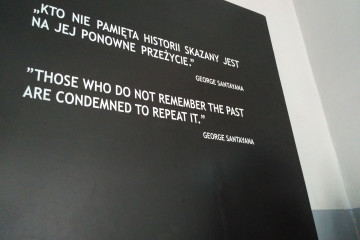 „KTO NIE PAMIĘTA HISTORII SKAZANY JEST
NA JEJ PONOWNE PRZEŻYCIE.”
GEORGE SANTAYANA
”THOSE WHO DO NOT REMEMBER THE PAST
ARE CONDEMNED TO REPEAT IT.”
GEORGE SANTAYANA